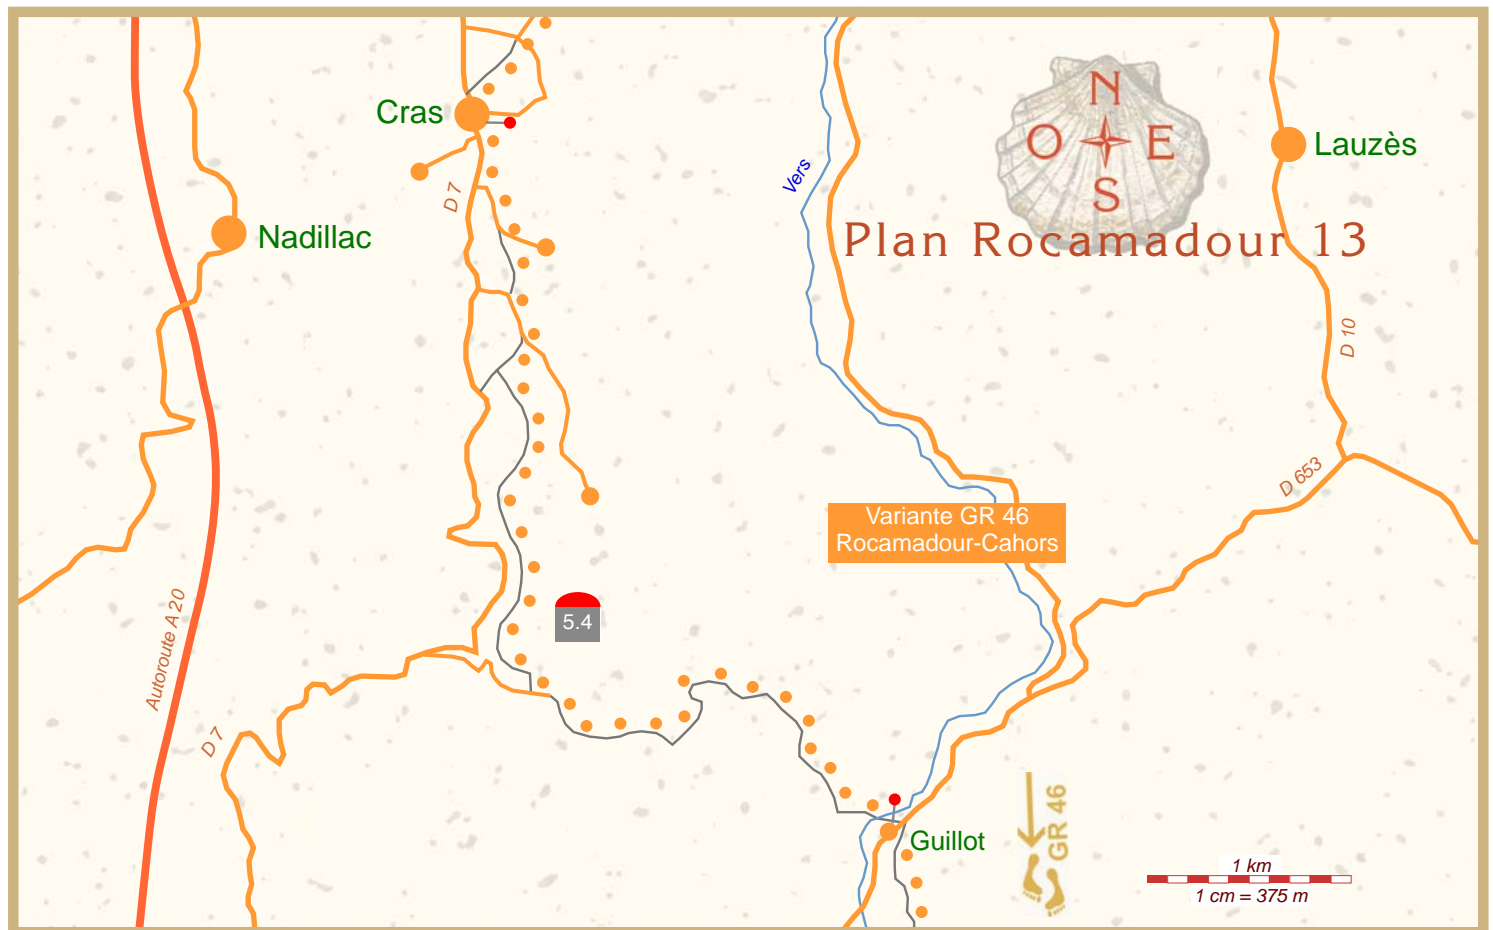 N
O E
S
Plan Rocamadour 13
Cras
Lauzès
Vers
D 7
Nadillac
D 10
D 653
Variante GR 46
Rocamadour-Cahors
5.4
Autoroute A 20
D 7
Guillot
GR 46
1 km
1 cm = 375 m